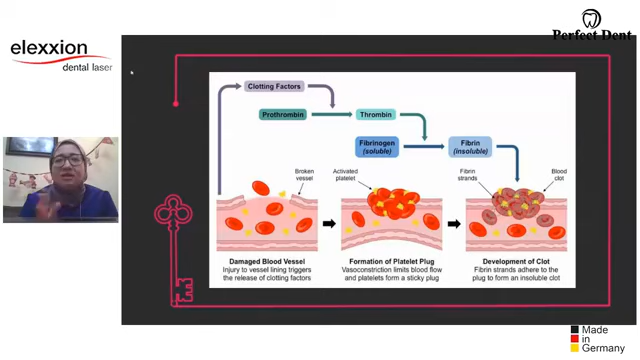 elexxion
dental laser
Perfect Dent
Clotting Factors
Prothrombin
Thrombin
Fibrinogen
(soluble)
Fibrin
(insoluble)
Broken
vessel
Activated
platelet
Fibrin
strands
Blood
clot
Damaged Blood Vessel
Injury to vessel lining triggers
the release of clotting factors
Formation of Platelet Plug
Vasoconstriction limits blood flow
and platelets form a sticky plug
Development of Clot
Fibrin strands adhere to the
plug to form an insoluble clot
Made
in
Germany